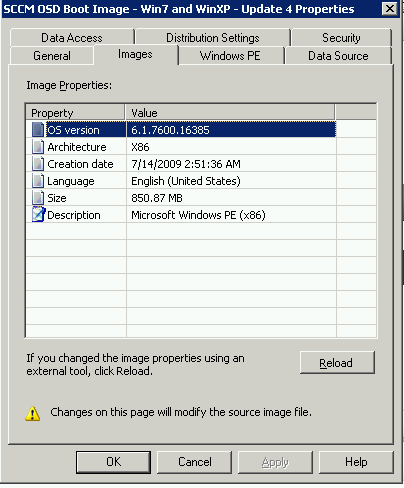 SCCM OSD Boot Image - Win7 and WinXP - Update 4 Properties
Data Access Distribution Settings Security
General Images Windows PE Data Source
Image Properties:
Property Value
OS version 6.1.7600.16385
Architecture X86
Creation date 7/14/2009 2:51:36 AM
Language English (United States)
Size 850.87 MB
Description Microsoft Windows PE (x86)
If you changed the image properties using an
external tool, click Reload.
Reload
Changes on this page will modify the source image file.
OK Cancel Apply Help